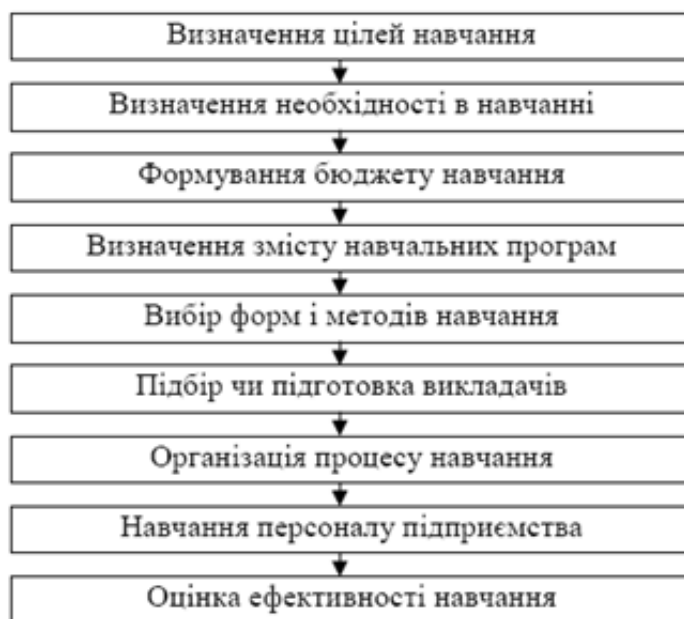 Визначення цілей навчання
Визначення необхідності в навчанні
Формування бюджету навчання
Визначення змісту навчальних програм
Вибір форм і методів навчання
Підбір чи підготовка викладачів
Організація процесу навчання
Навчання персоналу підприємства
Оцінка ефективності навчання